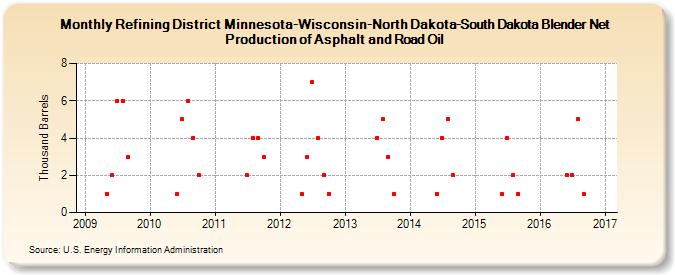 Monthly Refining District Minnesota-Wisconsin-North Dakota-South Dakota Blender Net
Production of Asphalt and Road Oil
Thousand Barrels
8
6
4
2
0
2009 2010 2011 2012 2013 2014 2015 2016 2017
Source: U.S. Energy Information Administration